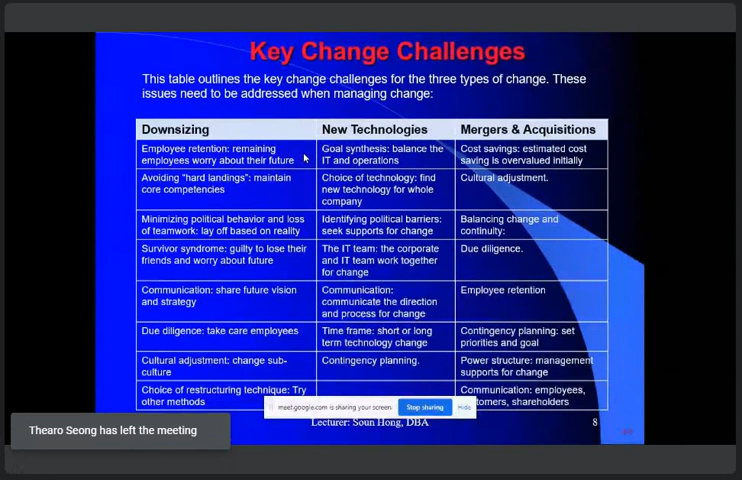 Key Change Challenges
This table outlines the key change challenges for the three types of change. These
issues need to be addressed when managing change:
Downsizing
New Technologies
Mergers & Acquisitions
Employee retention: remaining
employees worry about their future
Goal synthesis: balance the
IT and operations
Cost savings: estimated cost
saving is overvalued initially
Avoiding "hard landings": maintain
core competencies
Choice of technology: find
new technology for whole
company
Cultural adjustment.
Minimizing political behavior and loss
of teamwork: lay off based on reality
Identifying political barriers:
seek supports for change
Balancing change and
continuity:
Survivor syndrome: guilty to lose their
friends and worry about future
The IT team: the corporate
and IT team work together
for change
Due diligence.
Communication: share future vision
and strategy
Communication:
communicate the direction
and process for change
Employee retention
Due diligence: take care employees
Time frame: short or long
term technology change
Contingency planning: set
priorities and goal
Cultural adjustment: change sub-
culture
Contingency planning.
Power structure: management
supports for change
Choice of restructuring technique: Try
other methods
Communication: employees,
tomers, shareholders
meet.google.com is sharing your screen.
Stop sharing
Hide
Lecturer: Soun Hong, DBA
8
Thearo Seong has left the meeting